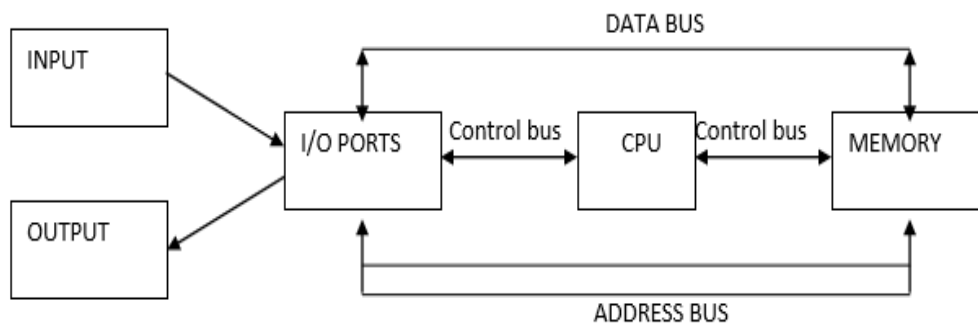 DATA BUS
INPUT
I/O PORTS
Control bus
CPU
Control bus
MEMORY
OUTPUT
ADDRESS BUS